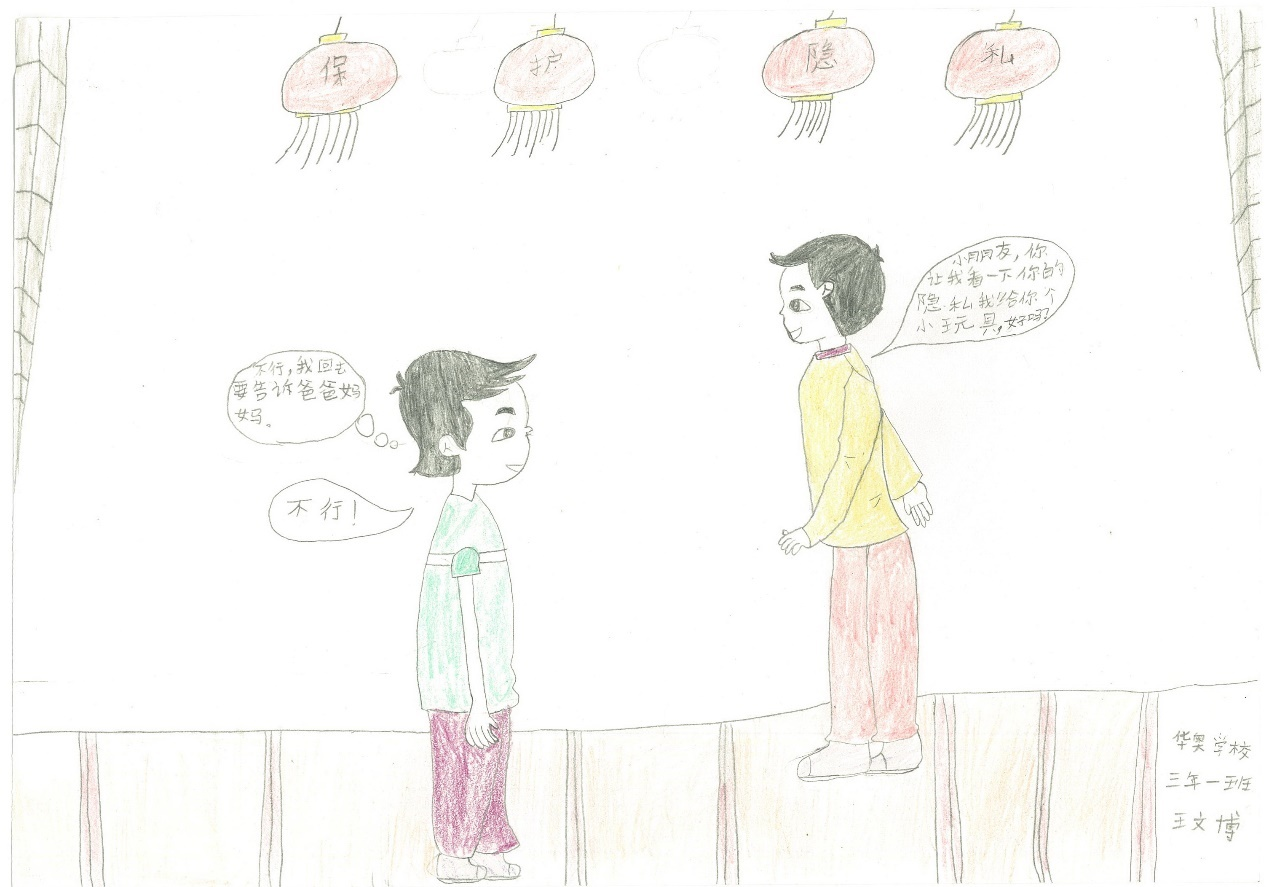 保 护 隐 私
小朋友，你
让我看一下你的
隐私我给你个
小玩具，好吗？
不行，我回去
要告诉爸爸妈
妈。
不行！
华奥学校
三年一班
王文博